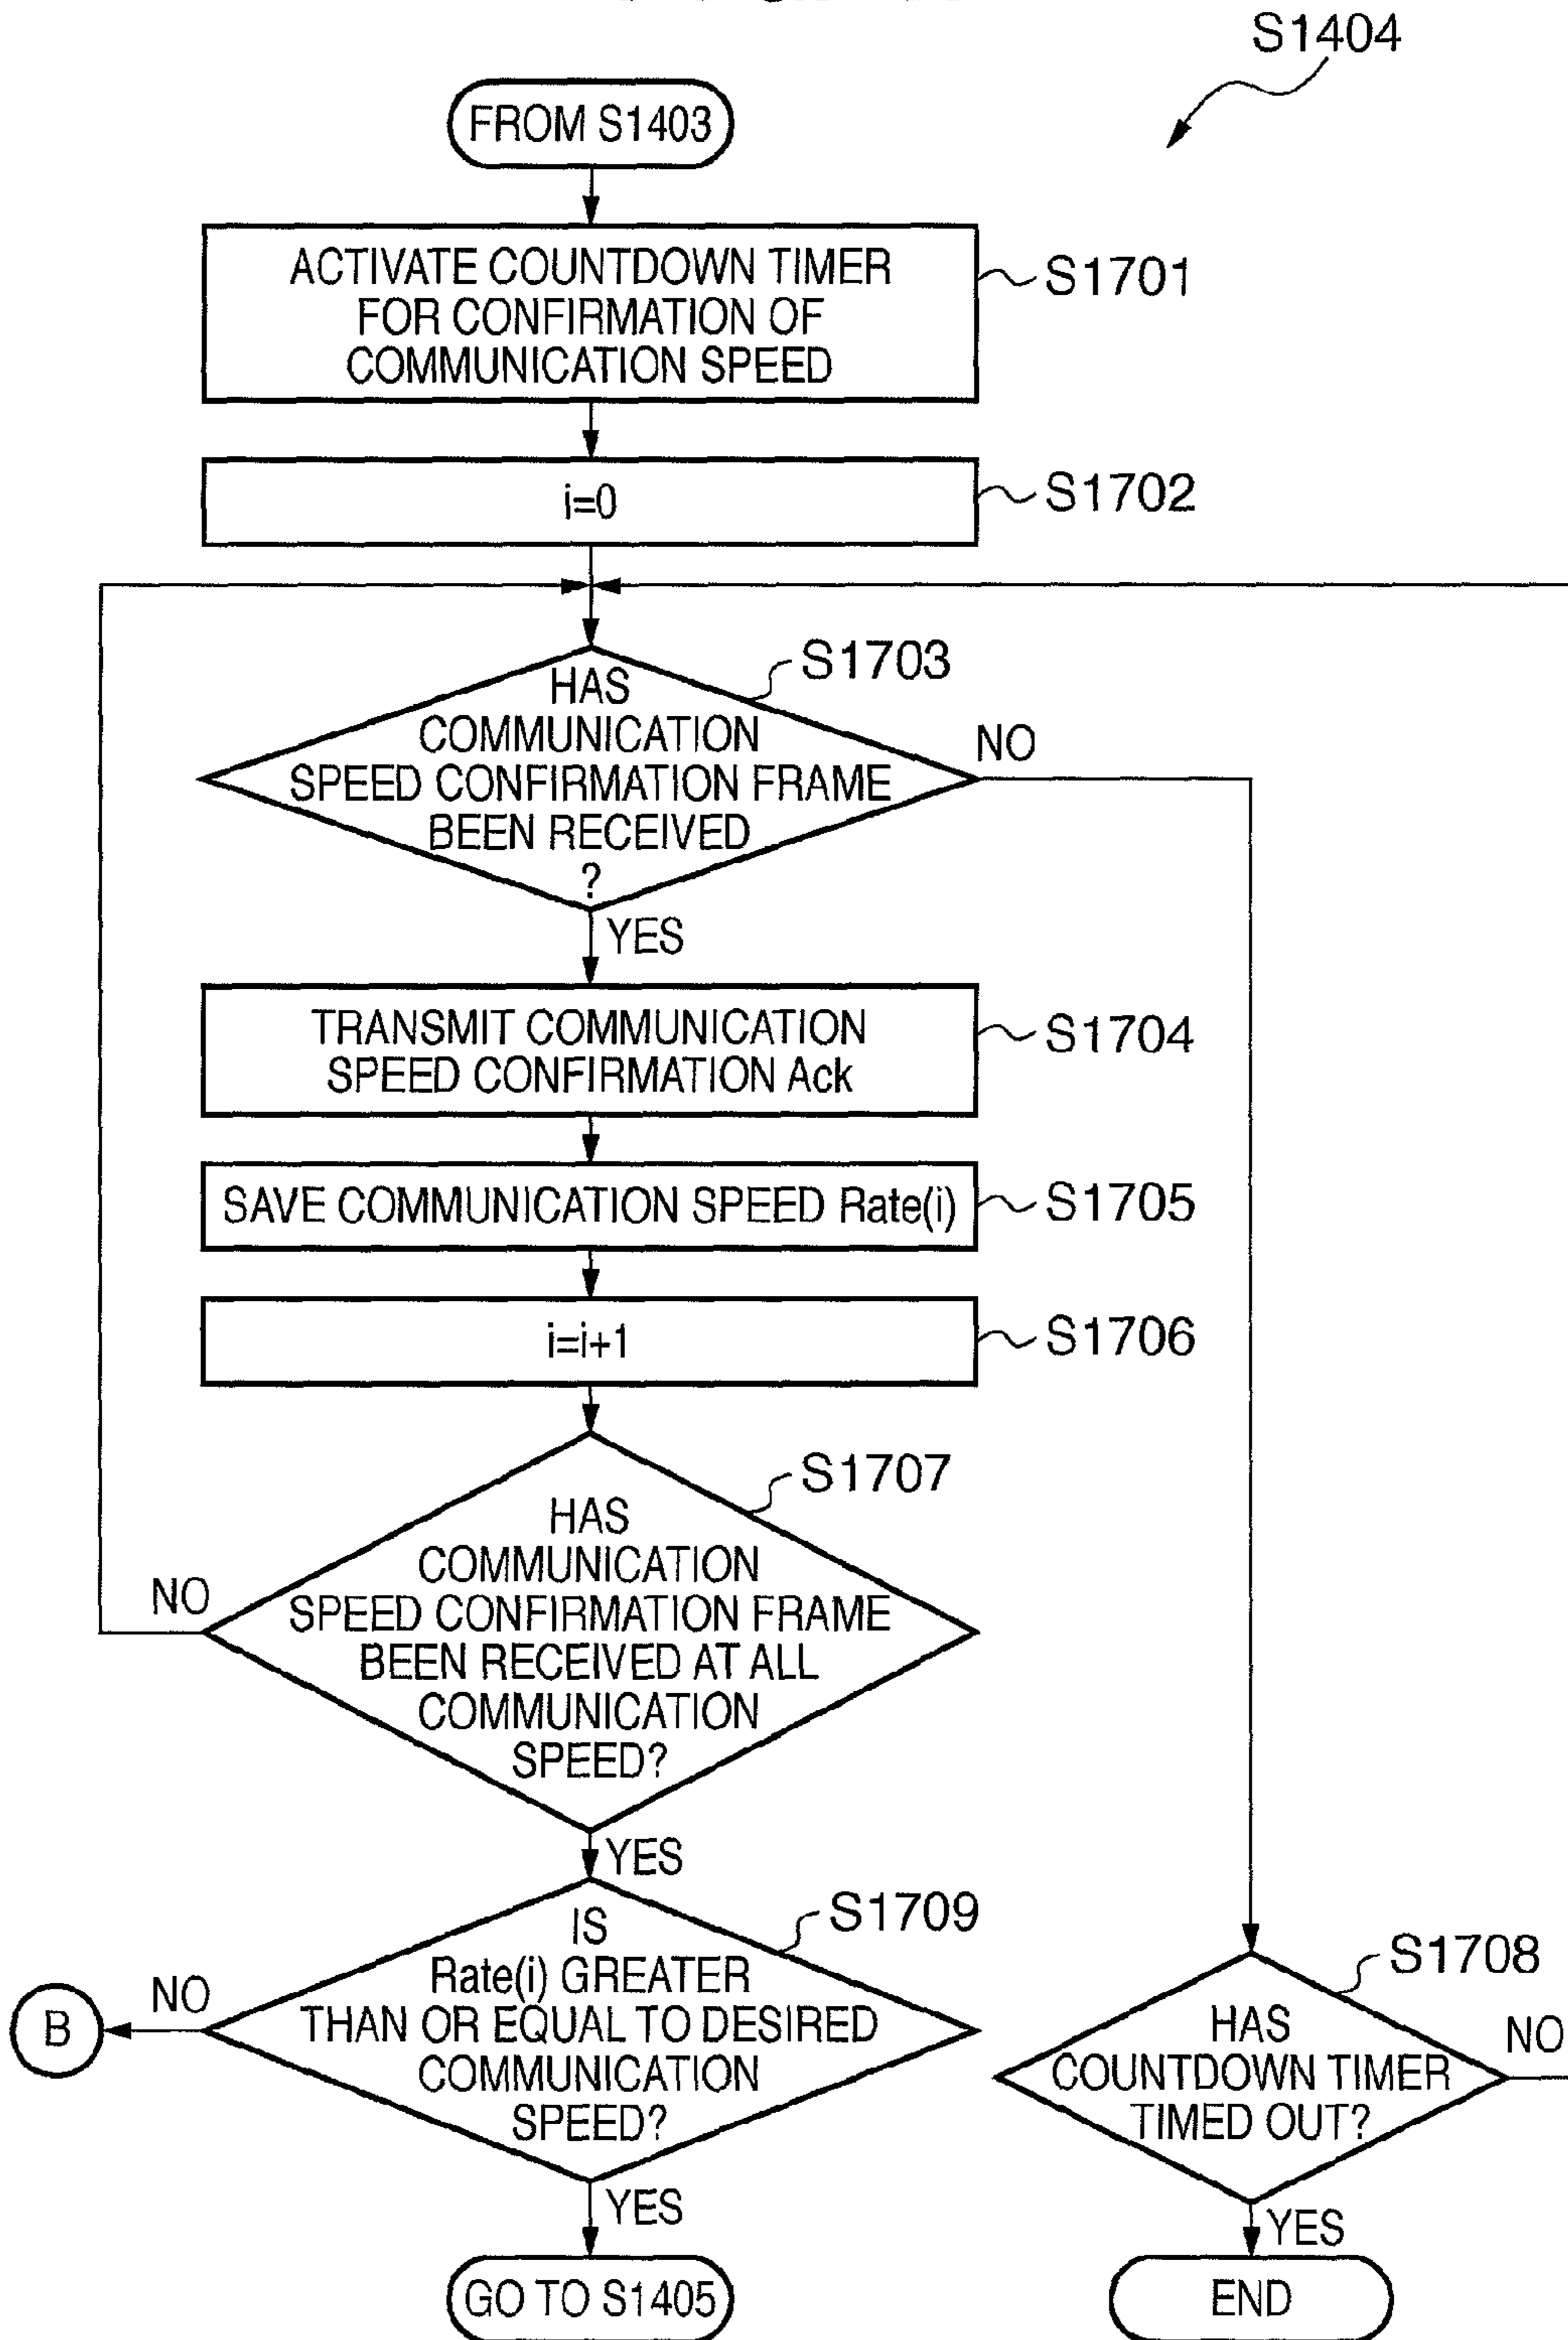 S1404
FROM S1403
ACTIVATE COUNTDOWN TIMER
FOR CONFIRMATION OF
COMMUNICATION SPEED
S1701
i=0
S1702
HAS
COMMUNICATION
SPEED CONFIRMATION FRAME
BEEN RECEIVED
?
S1703
NO
YES
TRANSMIT COMMUNICATION
SPEED CONFIRMATION Ack
S1704
SAVE COMMUNICATION SPEED Rate(i)
S1705
i=i+1
S1706
HAS
COMMUNICATION
SPEED CONFIRMATION FRAME
BEEN RECEIVED AT ALL
COMMUNICATION
SPEED?
S1707
NO
YES
IS
Rate(i) GREATER
THAN OR EQUAL TO DESIRED
COMMUNICATION
SPEED?
S1709
NO
B
YES
GO TO S1405
HAS
COUNTDOWN TIMER
TIMED OUT?
S1708
NO
YES
END